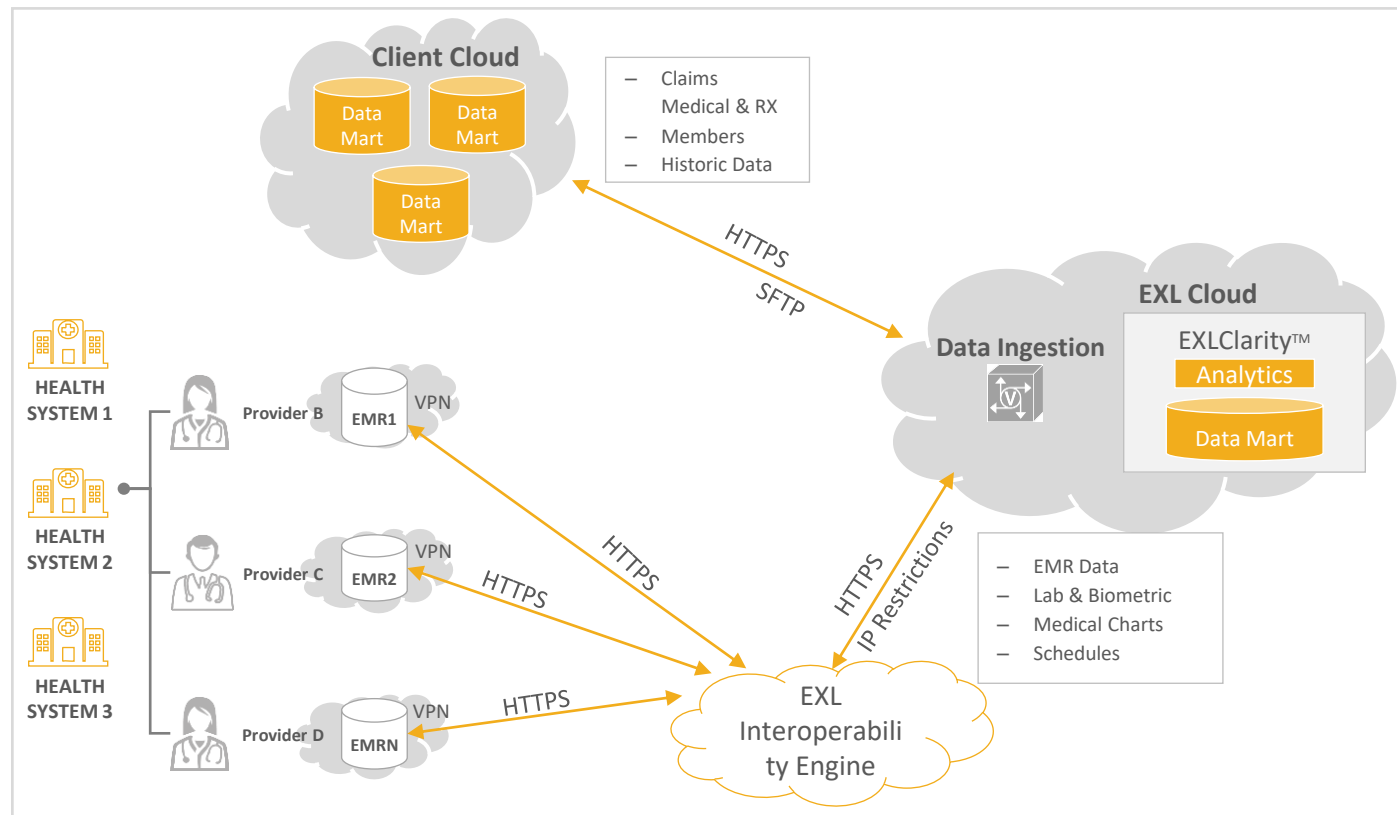 Client Cloud
Data
Mart
Data
Mart
Data
Mart
– Claims
Medical & RX
– Members
– Historic Data
HTTPS
SFTP
EXL Cloud
Data Ingestion
V
EXLClarity™
Analytics
Data Mart
HEALTH
SYSTEM 1
HEALTH
SYSTEM 2
HEALTH
SYSTEM 3
Provider B
EMR1
VPN
Provider C
EMR2
VPN
Provider D
EMRN
VPN
HTTPS
HTTPS
HTTPS
HTTPS
IP Restrictions
– EMR Data
– Lab & Biometric
– Medical Charts
– Schedules
EXL
Interoperabili
ty Engine